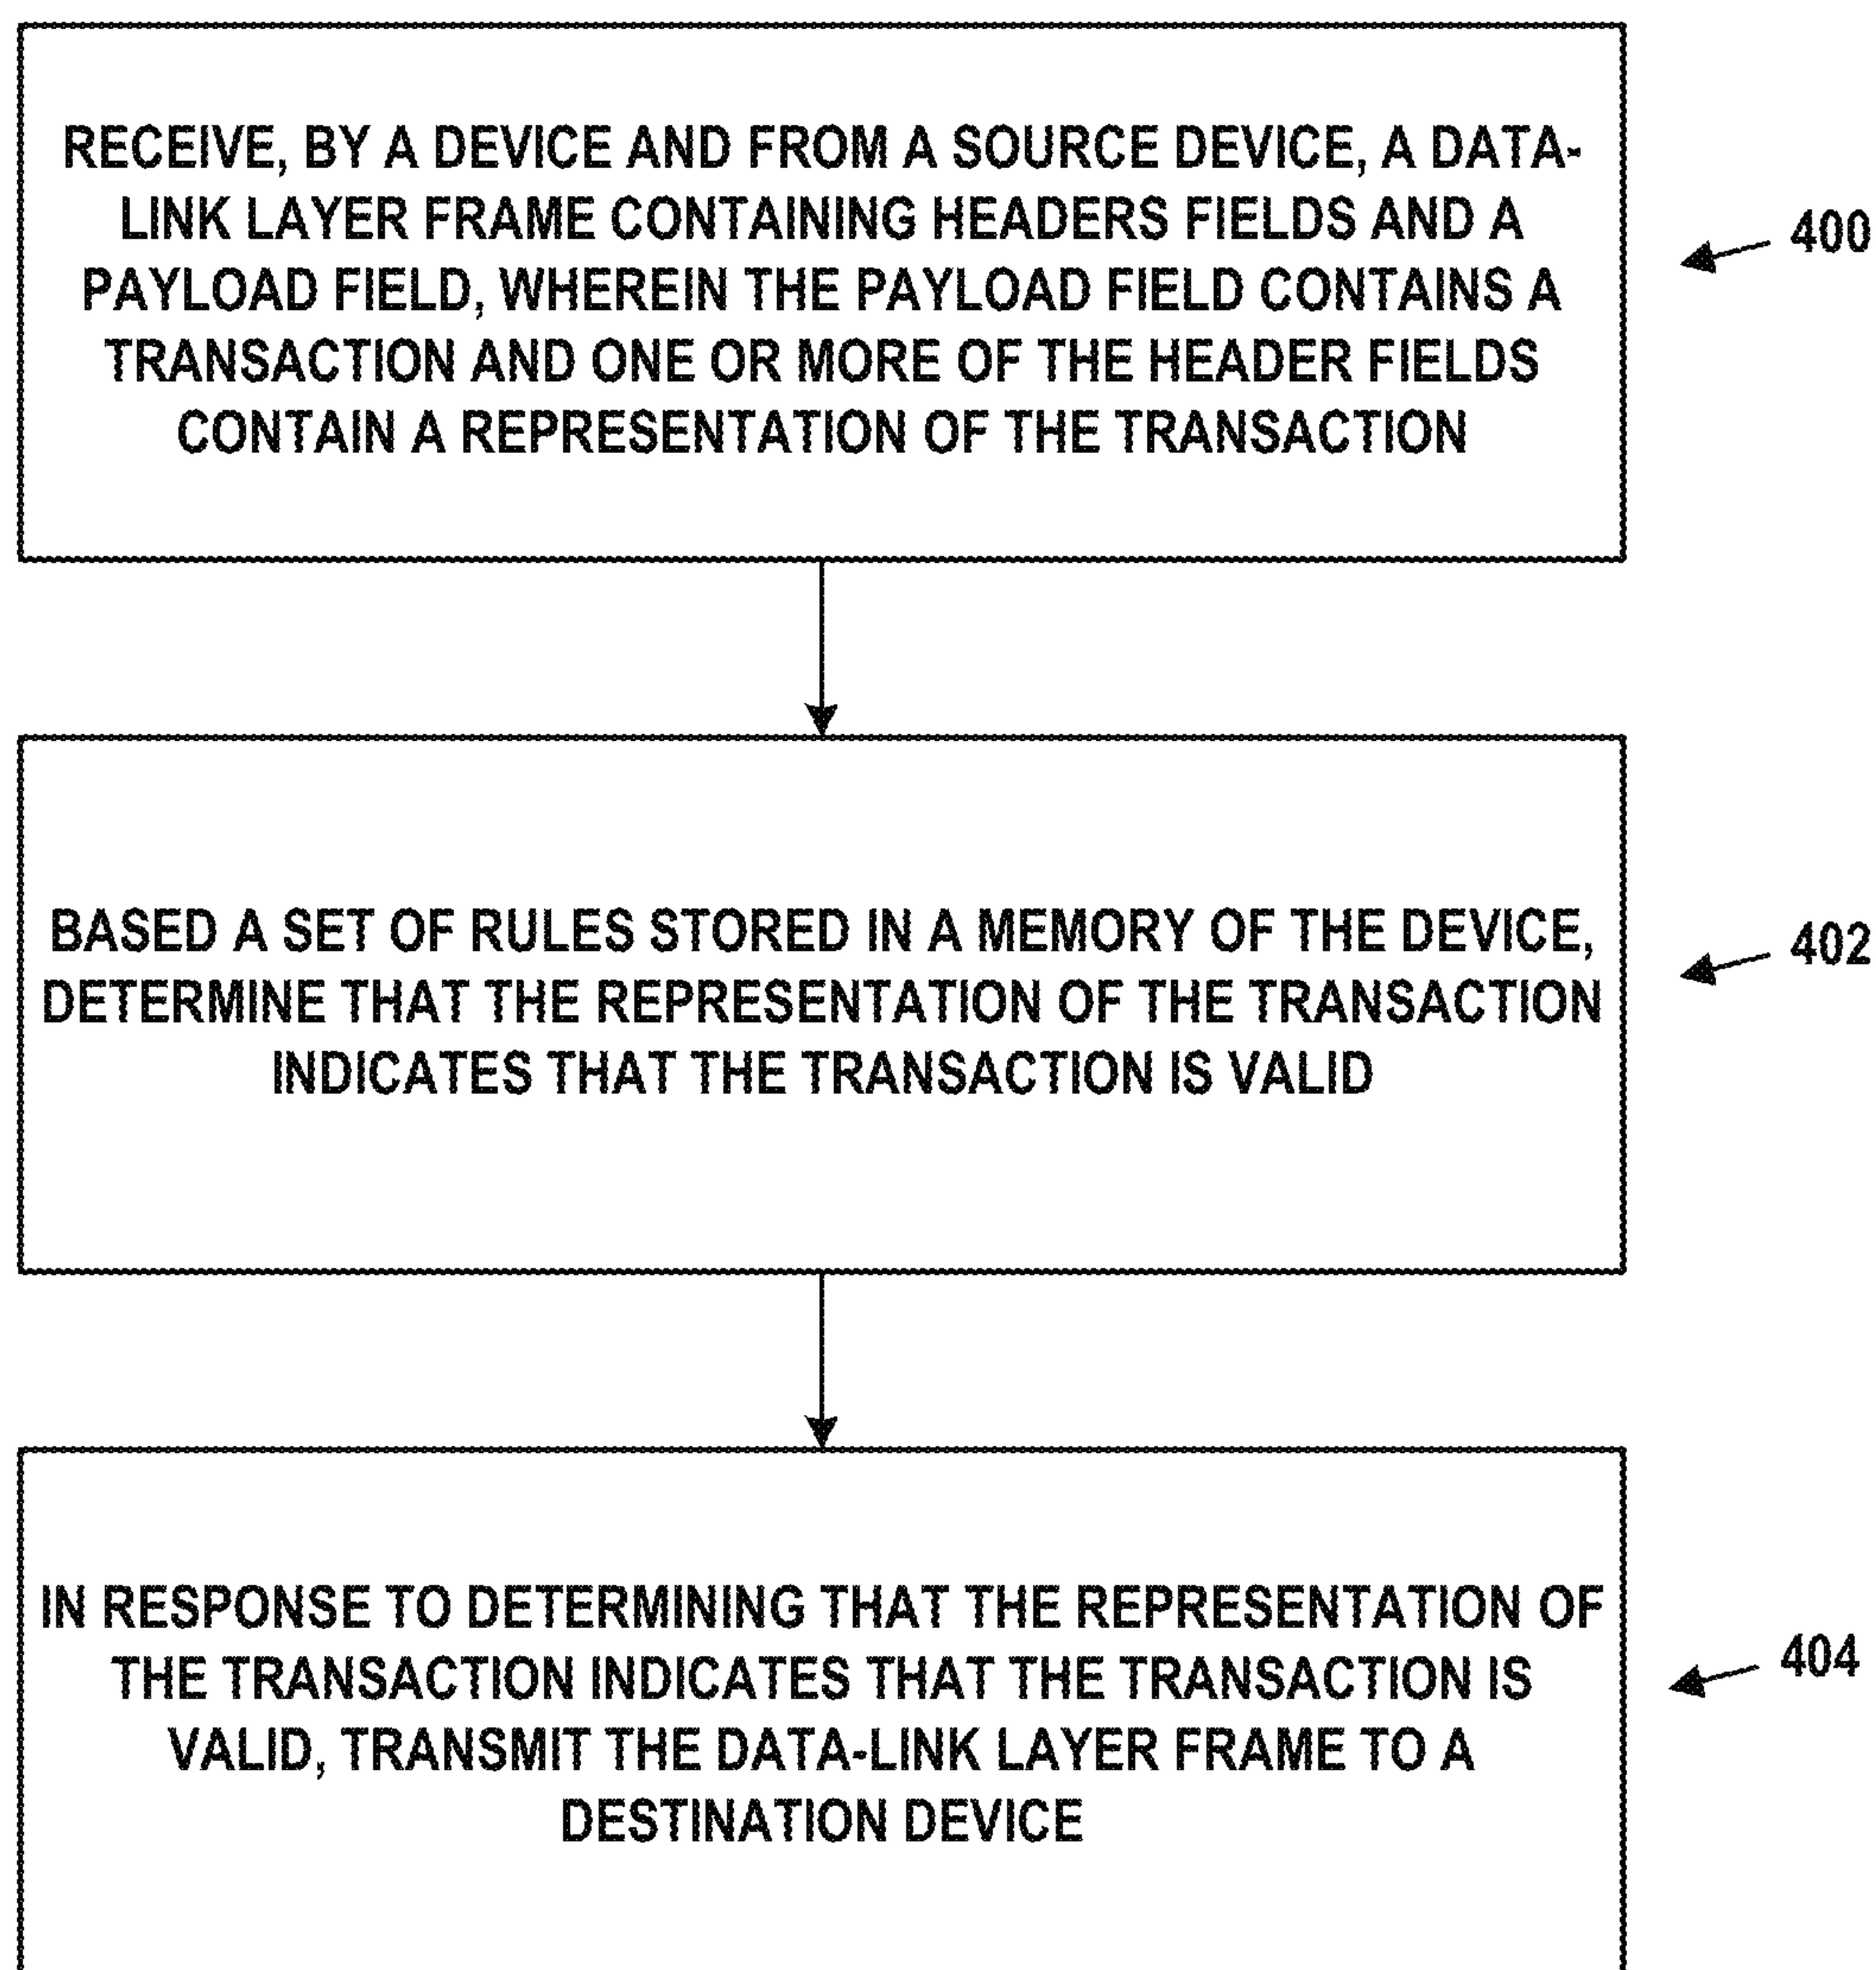 RECEIVE, BY A DEVICE AND FROM A SOURCE DEVICE, A DATA-
LINK LAYER FRAME CONTAINING HEADERS FIELDS AND A
PAYLOAD FIELD, WHEREIN THE PAYLOAD FIELD CONTAINS A
TRANSACTION AND ONE OR MORE OF THE HEADER FIELDS
CONTAIN A REPRESENTATION OF THE TRANSACTION
400
BASED A SET OF RULES STORED IN A MEMORY OF THE DEVICE,
DETERMINE THAT THE REPRESENTATION OF THE TRANSACTION
INDICATES THAT THE TRANSACTION IS VALID
402
IN RESPONSE TO DETERMINING THAT THE REPRESENTATION OF
THE TRANSACTION INDICATES THAT THE TRANSACTION IS
VALID, TRANSMIT THE DATA-LINK LAYER FRAME TO A
DESTINATION DEVICE
404